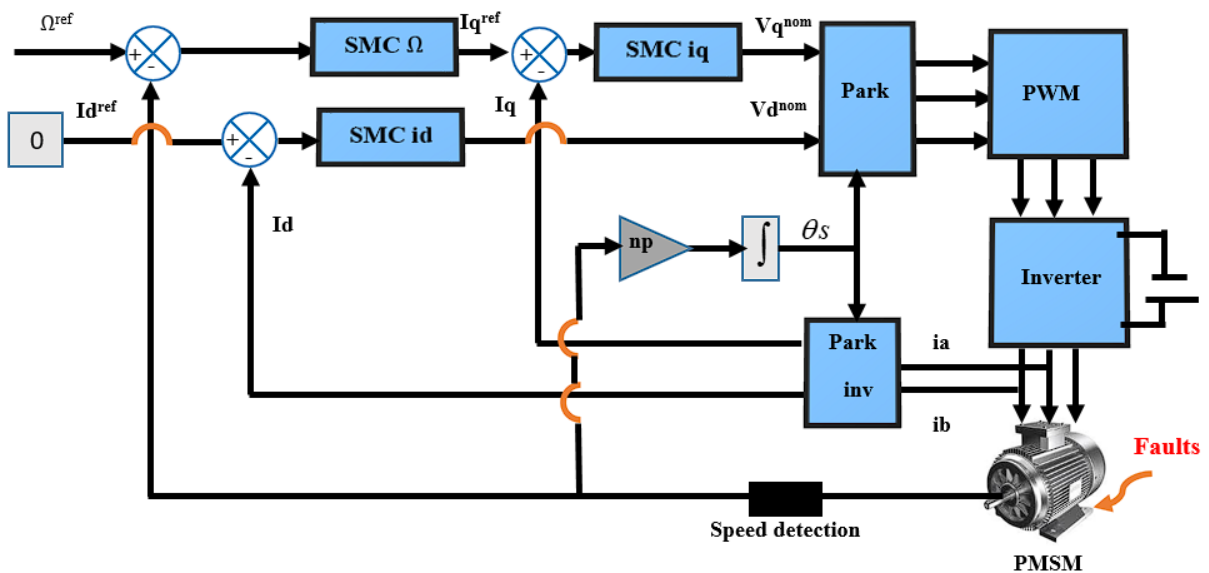 Ω^ref
SMC Ω
Iq^ref
SMC iq
Vq^nom
Park
PWM
+
-
+
-
Id^ref
0
+
-
SMC id
Iq
Vd^nom
Id
np
∫
θs
Inverter
Park
inv
ia
ib
Faults
Speed detection
PMSM